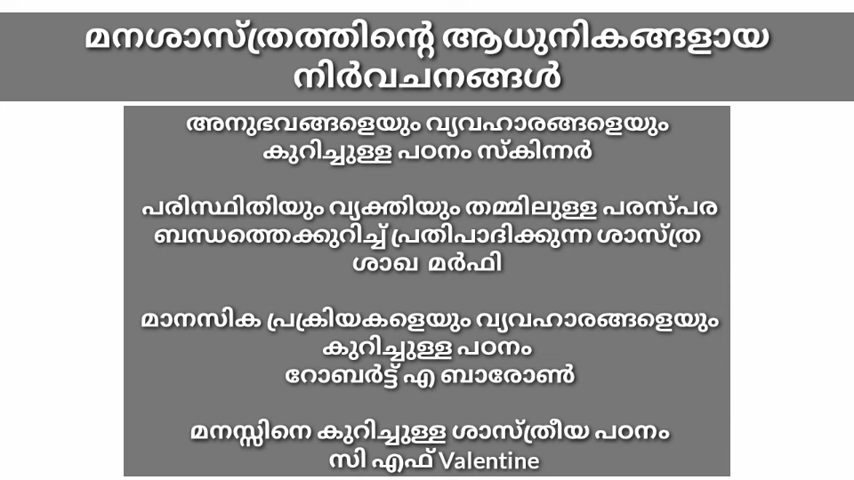 മനശാസ്ത്രത്തിന്റെ ആധുനികങ്ങളായ
നിർവചനങ്ങൾ
അനുഭവങ്ങളെയും വ്യവഹാരങ്ങളെയും
കുറിച്ചുള്ള പഠനം സ്കിന്നർ
പരിസ്ഥിതിയും വ്യക്തിയും തമ്മിലുള്ള പരസ്പര
ബന്ധത്തെക്കുറിച്ച് പ്രതിപാദിക്കുന്ന ശാസ്ത്ര
ശാഖ മർഫി
മാനസിക പ്രക്രിയകളെയും വ്യവഹാരങ്ങളെയും
കുറിച്ചുള്ള പഠനം
റോബർട്ട് എ ബാരോൺ
മനസ്സിനെ കുറിച്ചുള്ള ശാസ്ത്രീയ പഠനം
സി എഫ് Valentine